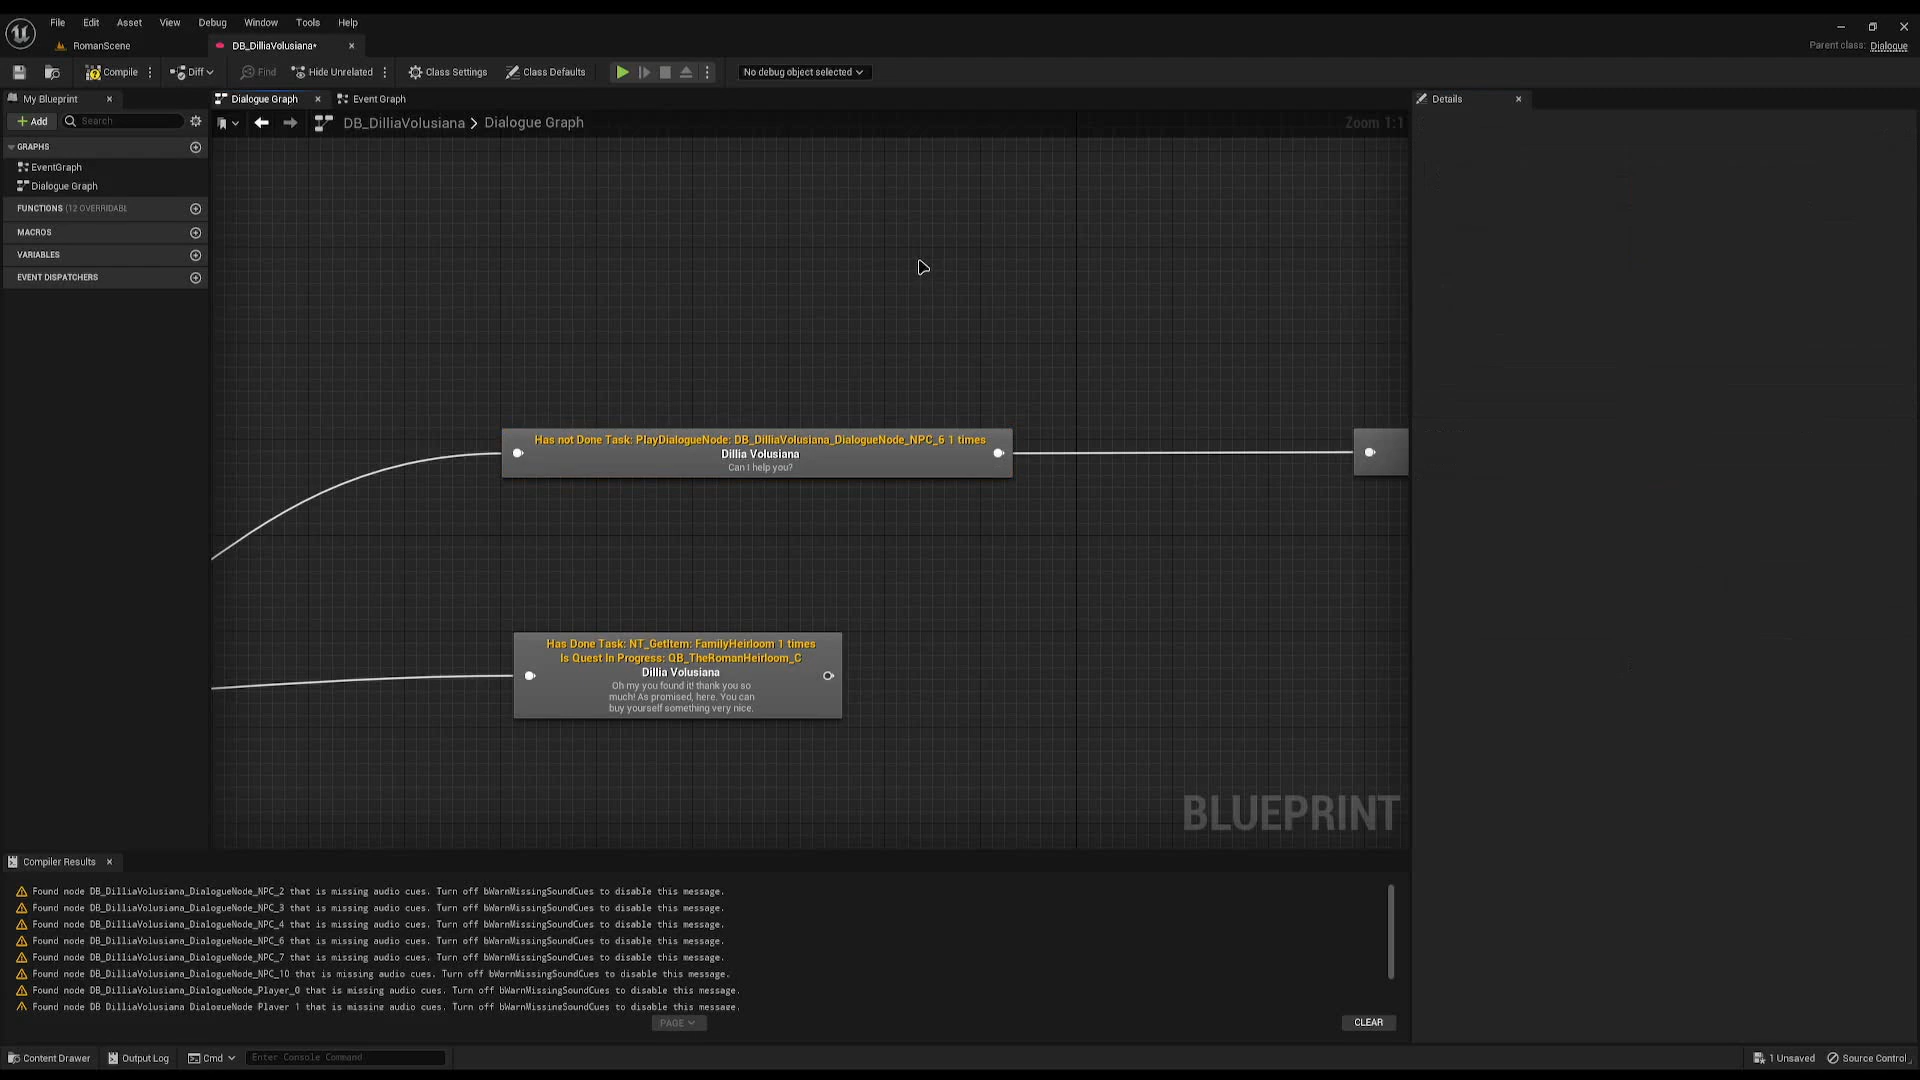 File Edit Asset View Debug Window Tools Help
RomanScene
DB_DilliaVolusiana*
Parent class: Dialogue
Compile
Diff
Find
Hide Unrelated
Class Settings
Class Defaults
No debug object selected
My Blueprint
Dialogue Graph
Event Graph
Details
Add
Search
DB_DilliaVolusiana > Dialogue Graph
Zoom 1:1
GRAPHS
EventGraph
Dialogue Graph
FUNCTIONS (12 OVERRIDABL
MACROS
VARIABLES
EVENT DISPATCHERS
Has not Done Task: PlayDialogueNode: DB_DilliaVolusiana_DialogueNode_NPC_6 1 times
Dillia Volusiana
Can I help you?
Has Done Task: NT_GetItem: FamilyHeirloom 1 times
Is Quest In Progress: QB_TheRomanHeirloom_C
Dillia Volusiana
Oh my you found it! thank you so
much! As promised, here. You can
buy yourself something very nice.
BLUEPRINT
Compiler Results
Found node DB_DilliaVolusiana_DialogueNode_NPC_2 that is missing audio cues. Turn off bWarnMissingSoundCues to disable this message.
Found node DB_DilliaVolusiana_DialogueNode_NPC_3 that is missing audio cues. Turn off bWarnMissingSoundCues to disable this message.
Found node DB_DilliaVolusiana_DialogueNode_NPC_4 that is missing audio cues. Turn off bWarnMissingSoundCues to disable this message.
Found node DB_DilliaVolusiana_DialogueNode_NPC_6 that is missing audio cues. Turn off bWarnMissingSoundCues to disable this message.
Found node DB_DilliaVolusiana_DialogueNode_NPC_7 that is missing audio cues. Turn off bWarnMissingSoundCues to disable this message.
Found node DB_DilliaVolusiana_DialogueNode_NPC_10 that is missing audio cues. Turn off bWarnMissingSoundCues to disable this message.
Found node DB_DilliaVolusiana_DialogueNode_Player_0 that is missing audio cues. Turn off bWarnMissingSoundCues to disable this message.
Found node DB_DilliaVolusiana_DialogueNode_Player_1 that is missing audio cues. Turn off bWarnMissingSoundCues to disable this message.
PAGE
CLEAR
Content Drawer
Output Log
Cmd
Enter Console Command
1 Unsaved
Source Control